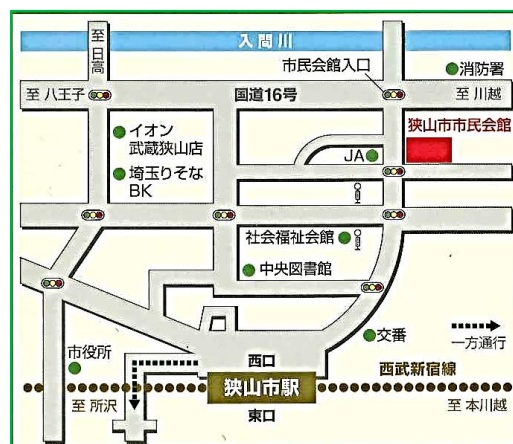 入間川
至日高
市民会館入口
消防署
至 八王子
国道16号
至 川越
狭山市市民会館
イオン
武蔵狭山店
JA
埼玉りそな
BK
社会福祉会館
中央図書館
交番
一方通行
市役所
西口
西武新宿線
狭山市駅
至 所沢
東口
至 本川越